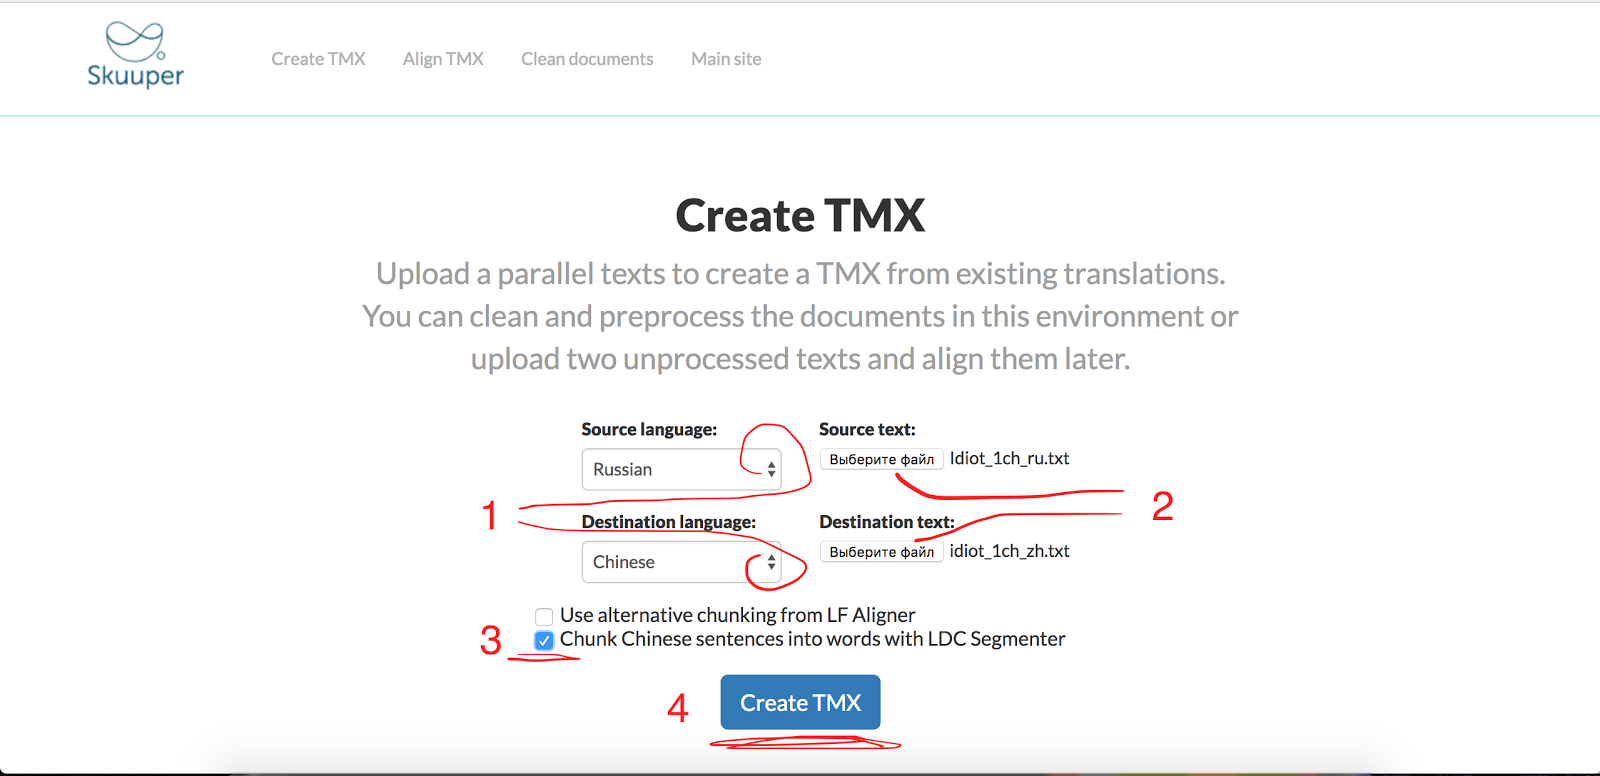 Skuuper
Create TMX Align TMX Clean documents Main site
Create TMX
Upload a parallel texts to create a TMX from existing translations.
You can clean and preprocess the documents in this environment or
upload two unprocessed texts and align them later.
Source language: Source text:
Russian Выберите файл Idiot_1ch_ru.txt
1 2
Destination language: Destination text:
Chinese Выберите файл idiot_1ch_zh.txt
Use alternative chunking from LF Aligner
3 Chunk Chinese sentences into words with LDC Segmenter
4 Create TMX